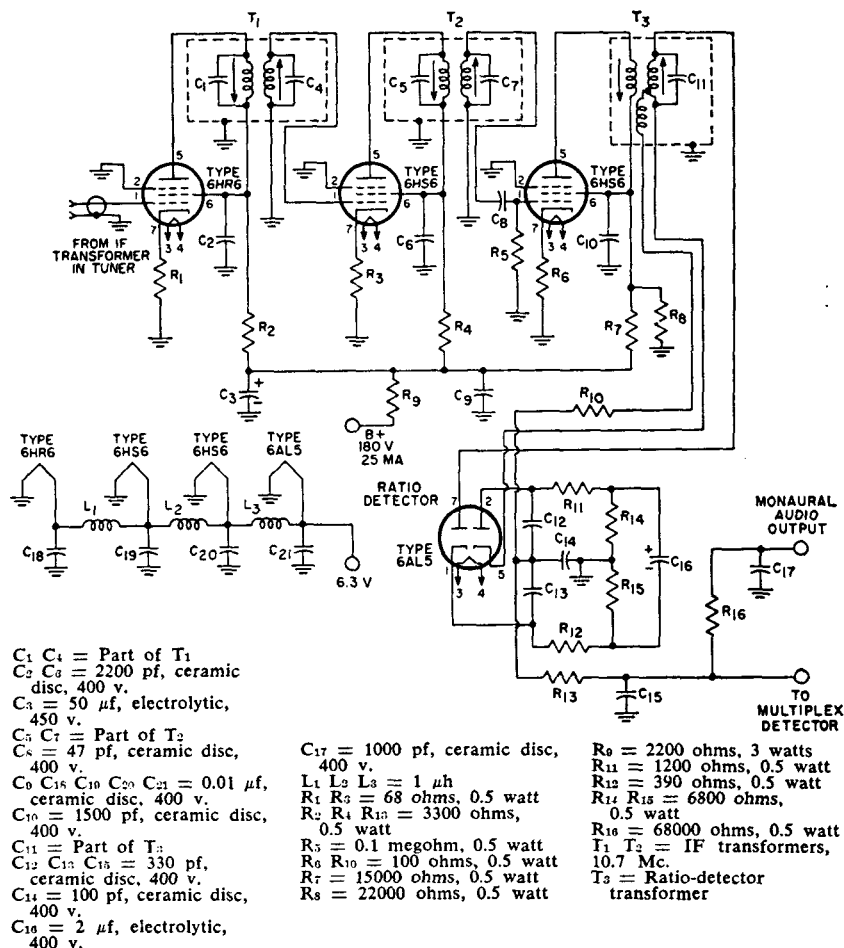 T1
T2
T3
C1
C4
C5
C7
C11
5
5
5
TYPE
6HR6
TYPE
6HS6
TYPE
6HS6
2
1
6
7
3 4
2
1
6
7
3 4
2
1
6
7
3 4
C8
FROM IF
TRANSFORMER
IN TUNER
R1
C2
R3
C6
R5
R6
C10
R2
R4
R7
R8
C3
+
-
R9
C9
R10
B+
180 V
25 MA
TYPE
6HR6
TYPE
6HS6
TYPE
6HS6
TYPE
6AL5
L1
L2
L3
C18
C19
C20
C21
6.3 V
RATIO
DETECTOR
7
2
TYPE
6AL5
1
3
4
5
R11
C12
R14
C14
C13
R15
R12
+
-
C16
R13
C15
R16
C17
MONAURAL
AUDIO
OUTPUT
TO
MULTIPLEX
DETECTOR
C1 C4 = Part of T1
C2 C6 = 2200 pf, ceramic
disc, 400 v.
C3 = 50 μf, electrolytic,
450 v.
C5 C7 = Part of T2
C8 = 47 pf, ceramic disc,
400 v.
C9 C18 C19 C20 C21 = 0.01 μf,
ceramic disc, 400 v.
C10 = 1500 pf, ceramic disc,
400 v.
C11 = Part of T3
C12 C13 C15 = 330 pf,
ceramic disc, 400 v.
C14 = 100 pf, ceramic disc,
400 v.
C16 = 2 μf, electrolytic,
400 v.
C17 = 1000 pf, ceramic disc,
400 v.
L1 L2 L3 = 1 μh
R1 R3 = 68 ohms, 0.5 watt
R2 R4 R13 = 3300 ohms,
0.5 watt
R5 = 0.1 megohm, 0.5 watt
R6 R10 = 100 ohms, 0.5 watt
R7 = 15000 ohms, 0.5 watt
R8 = 22000 ohms, 0.5 watt
R9 = 2200 ohms, 3 watts
R11 = 1200 ohms, 0.5 watt
R12 = 390 ohms, 0.5 watt
R14 R15 = 6800 ohms,
0.5 watt
R16 = 68000 ohms, 0.5 watt
T1 T2 = IF transformers,
10.7 Mc.
T3 = Ratio-detector
transformer